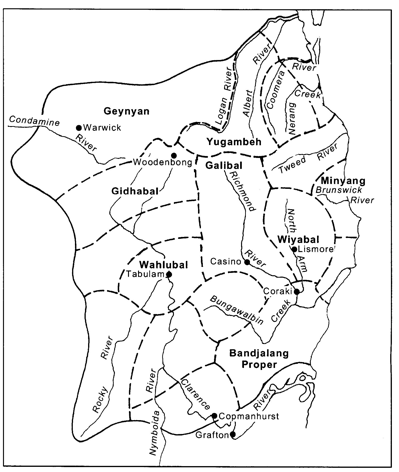 Geynyan
Condamine
River
Warwick
Woodenbong
Logan River
Albert
River
Coomera
River
Creek
Nerang
Yugambeh
Galibal
Tweed River
Minyang
Brunswick
River
Gidhabal
Richmond
River
North
Arm
Wiyabal
Lismore
Casino
Wahlubal
Tabulam
Coraki
Bungawalbin
Creek
Bandjalang
Proper
Rocky
River
River
Nymboida
Clarence
River
Copmanhurst
Grafton